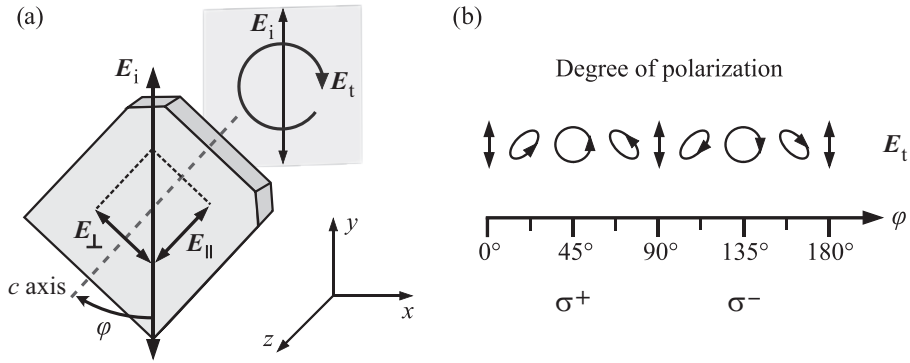 (a)
E_i
E_i
E_t
E_⊥
E_∥
c axis
φ
y
x
z
(b)
Degree of polarization
E_t
φ
0° 45° 90° 135° 180°
σ⁺ σ⁻